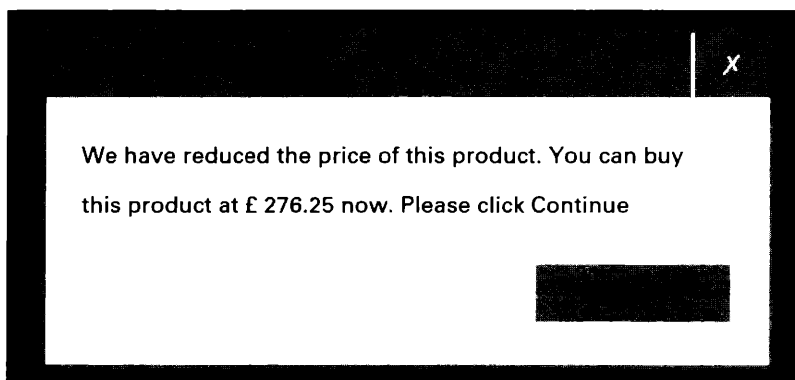 X
We have reduced the price of this product. You can buy
this product at £ 276.25 now. Please click Continue